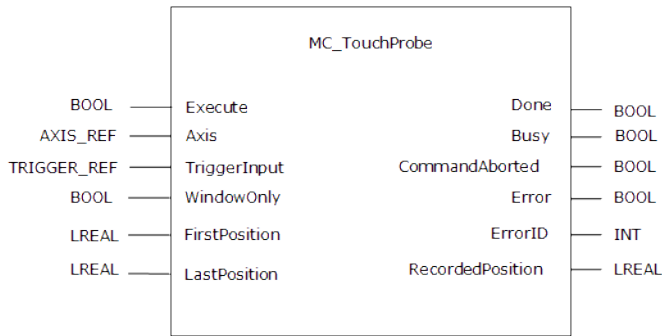 MC_TouchProbe
BOOL Execute Done BOOL
AXIS_REF Axis Busy BOOL
TRIGGER_REF TriggerInput CommandAborted BOOL
BOOL WindowOnly Error BOOL
LREAL FirstPosition ErrorID INT
LREAL LastPosition RecordedPosition LREAL